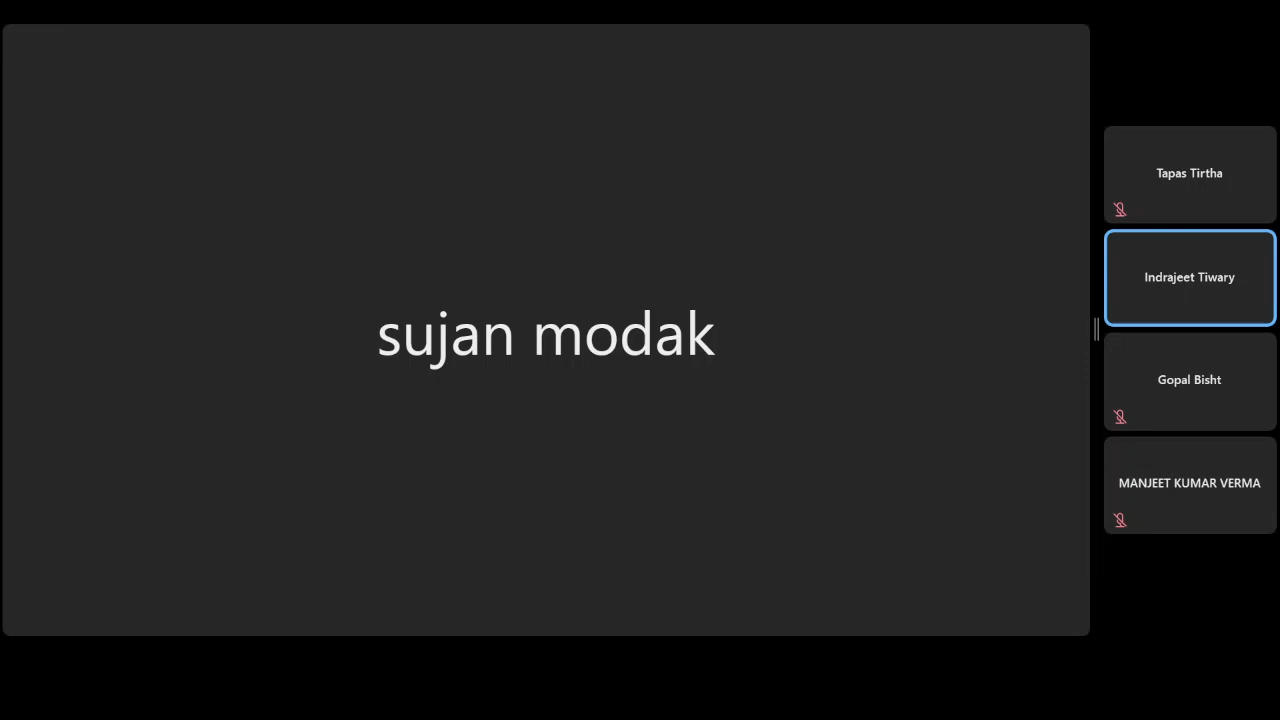 sujan modak
Tapas Tirtha
Indrajeet Tiwary
Gopal Bisht
MANJEET KUMAR VERMA